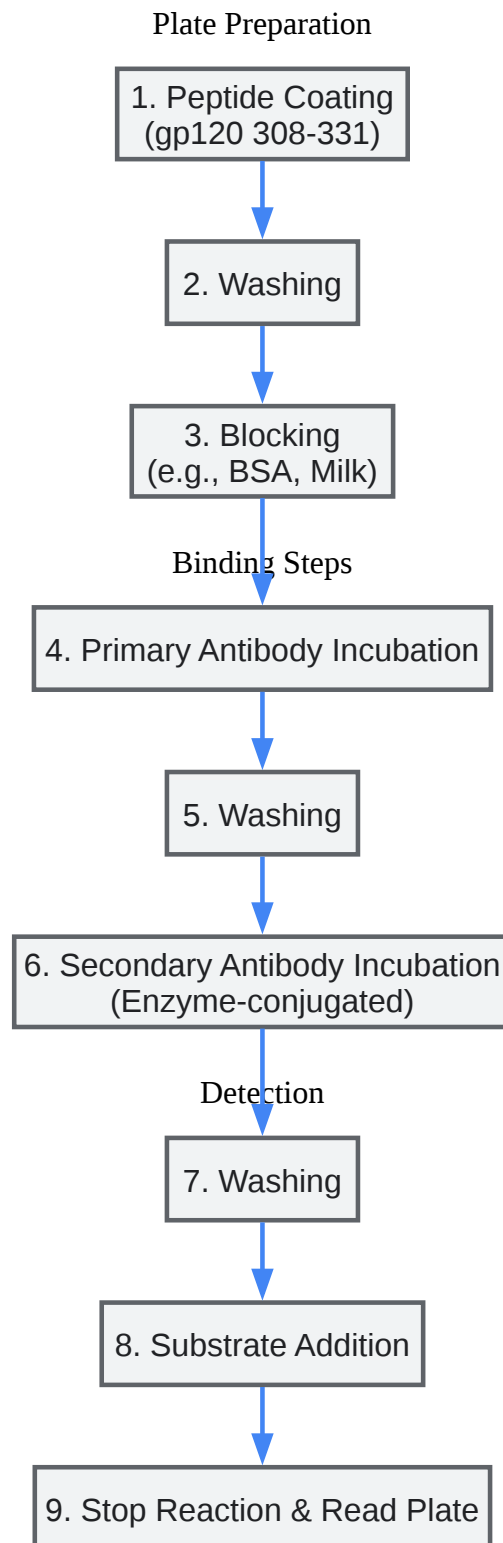 Plate Preparation
1. Peptide Coating
(gp120 308-331)
2. Washing
3. Blocking
(e.g., BSA, Milk)
Binding Steps
4. Primary Antibody Incubation
5. Washing
6. Secondary Antibody Incubation
(Enzyme-conjugated)
Detection
7. Washing
8. Substrate Addition
9. Stop Reaction & Read Plate